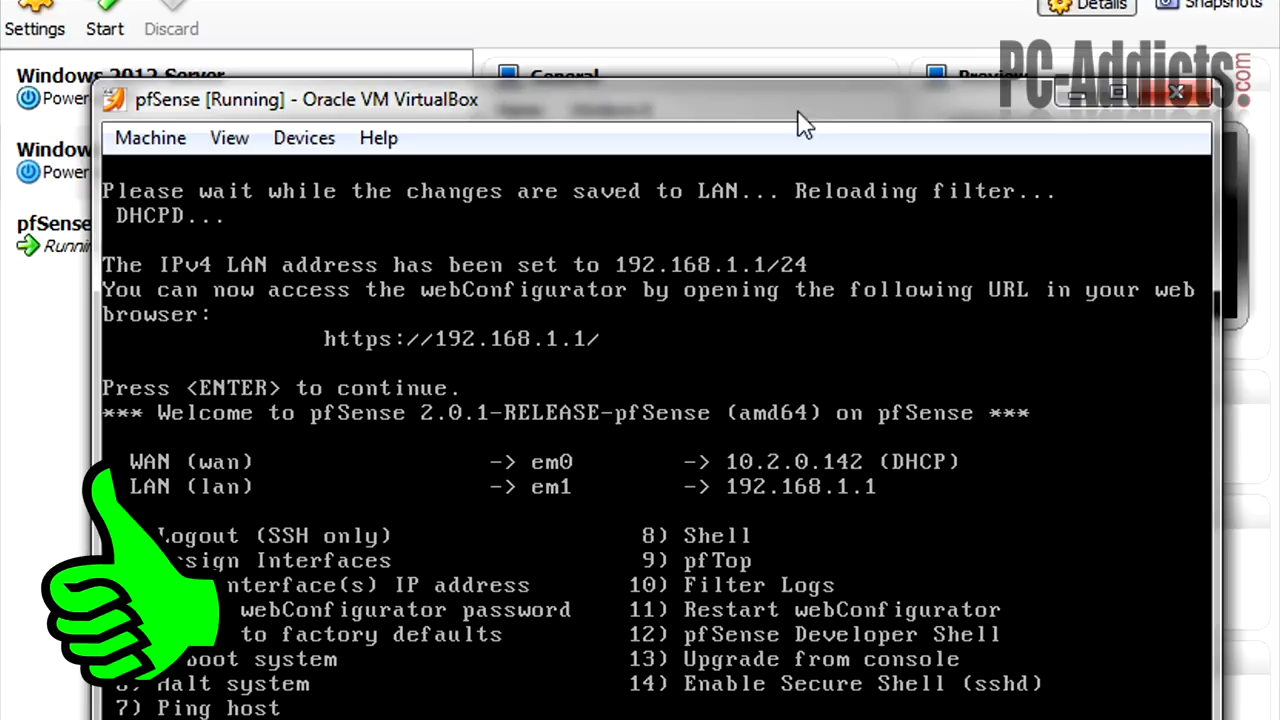 Details
Snapshots
Settings
Start
Discard
PC-Addicts.com
Windows 2012 Server
General
Preview
Power
pfSense [Running] - Oracle VM VirtualBox
Machine View Devices Help
Window
Power
pfSense
Runni
Please wait while the changes are saved to LAN... Reloading filter...
DHCPD...
The IPv4 LAN address has been set to 192.168.1.1/24
You can now access the webConfigurator by opening the following URL in your web
browser:
https://192.168.1.1/
Press <ENTER> to continue.
*** Welcome to pfSense 2.0.1-RELEASE-pfSense (amd64) on pfSense ***
WAN (wan) -> em0 -> 10.2.0.142 (DHCP)
LAN (lan) -> em1 -> 192.168.1.1
Logout (SSH only) 8) Shell
sign Interfaces 9) pfTop
nterface(s) IP address 10) Filter Logs
webConfigurator password 11) Restart webConfigurator
to factory defaults 12) pfSense Developer Shell
boot system 13) Upgrade from console
6) Halt system 14) Enable Secure Shell (sshd)
7) Ping host